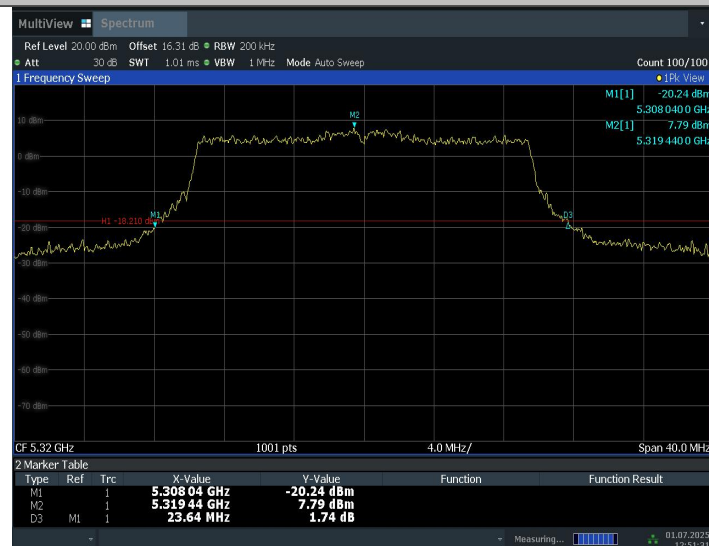 MultiView Spectrum
Ref Level 20.00 dBm Offset 16.31 dB RBW 200 kHz
Att 30 dB SWT 1.01 ms VBW 1 MHz Mode Auto Sweep Count 100/100
1 Frequency Sweep 1Pk View
M1[1] -20.24 dBm
5.308 040 0 GHz
M2[1] 7.79 dBm
5.319 440 0 GHz
M2
10 dBm
0 dBm
-10 dBm
H1 -18.210 dBm
M1
D3
-20 dBm
-30 dBm
-40 dBm
-50 dBm
-60 dBm
-70 dBm
CF 5.32 GHz 1001 pts 4.0 MHz/ Span 40.0 MHz
2 Marker Table
Type Ref Trc X-Value Y-Value Function Function Result
M1 1 5.308 04 GHz -20.24 dBm
M2 1 5.319 44 GHz 7.79 dBm
D3 M1 1 23.64 MHz 1.74 dB
Measuring... 01.07.2025